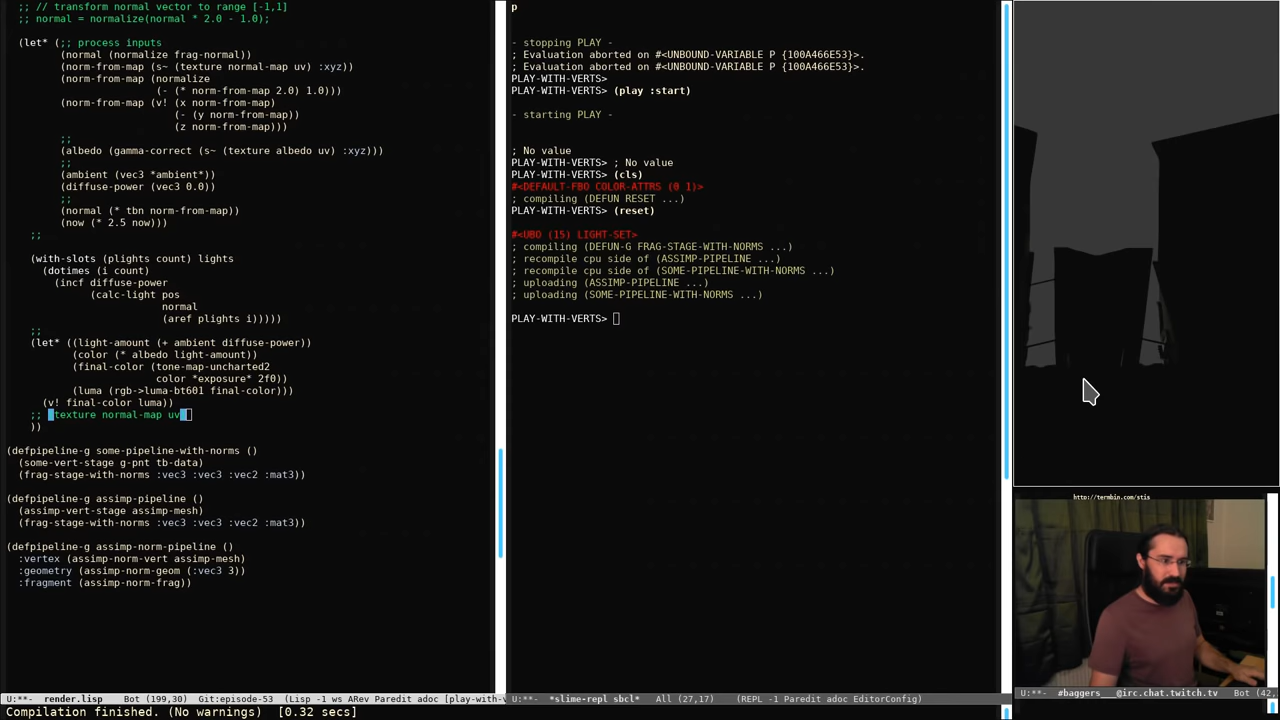 ;; // transform normal vector to range [-1,1]
;; normal = normalize(normal * 2.0 - 1.0);
(let* (;; process inputs
(normal (normalize frag-normal))
(norm-from-map (s~ (texture normal-map uv) :xyz))
(norm-from-map (normalize
(- (* norm-from-map 2.0) 1.0)))
(norm-from-map (v! (x norm-from-map)
(- (y norm-from-map))
(z norm-from-map)))
;;
(albedo (gamma-correct (s~ (texture albedo uv) :xyz)))
;;
(ambient (vec3 *ambient*))
(diffuse-power (vec3 0.0))
;;
(normal (* tbn norm-from-map))
(now (* 2.5 now)))
;;
(with-slots (plights count) lights
(dotimes (i count)
(incf diffuse-power
(calc-light pos
normal
(aref plights i)))))
;;
(let* ((light-amount (+ ambient diffuse-power))
(color (* albedo light-amount))
(final-color (tone-map-uncharted2
color *exposure* 2f0))
(luma (rgb->luma-bt601 final-color)))
(v! final-color luma))
;; (texture normal-map uv)
))
(defpipeline-g some-pipeline-with-norms ()
(some-vert-stage g-pnt tb-data)
(frag-stage-with-norms :vec3 :vec3 :vec2 :mat3))
(defpipeline-g assimp-pipeline ()
(assimp-vert-stage assimp-mesh)
(frag-stage-with-norms :vec3 :vec3 :vec2 :mat3))
(defpipeline-g assimp-norm-pipeline ()
:vertex (assimp-norm-vert assimp-mesh)
:geometry (assimp-norm-geom (:vec3 3))
:fragment (assimp-norm-frag))
U:**- render.lisp Bot (199,30) Git:episode-53 (Lisp -1 ws ARev Paredit adoc [play-with-v
Compilation finished. (No warnings) [0.32 secs]
p
- stopping PLAY -
; Evaluation aborted on #<UNBOUND-VARIABLE P {100A466E53}>.
; Evaluation aborted on #<UNBOUND-VARIABLE P {100A466E53}>.
PLAY-WITH-VERTS>
PLAY-WITH-VERTS> (play :start)
- starting PLAY -
; No value
PLAY-WITH-VERTS> ; No value
PLAY-WITH-VERTS> (cls)
#<DEFAULT-FBO COLOR-ATTRS (0 1)>
; compiling (DEFUN RESET ...)
PLAY-WITH-VERTS> (reset)
#<UBO (15) LIGHT-SET>
; compiling (DEFUN-G FRAG-STAGE-WITH-NORMS ...)
; recompile cpu side of (ASSIMP-PIPELINE ...)
; recompile cpu side of (SOME-PIPELINE-WITH-NORMS ...)
; uploading (ASSIMP-PIPELINE ...)
; uploading (SOME-PIPELINE-WITH-NORMS ...)
PLAY-WITH-VERTS>
U:**- *slime-repl sbcl* All (27,17) (REPL -1 Paredit adoc EditorConfig)
http://termbin.com/stis
U:**- #baggers__@irc.chat.twitch.tv Bot (42,